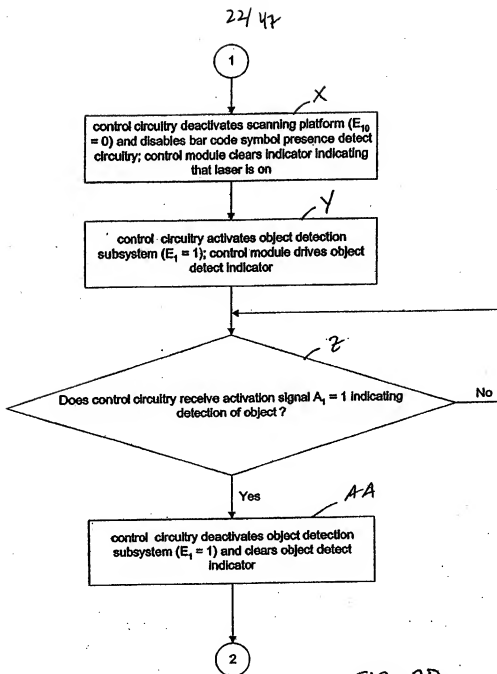 22/47
1
X
control circuitry deactivates scanning platform (E10
= 0) and disables bar code symbol presence detect
circuitry; control module clears indicator indicating
that laser is on
Y
control circuitry activates object detection
subsystem (E1 = 1); control module drives object
detect indicator
Z
Does control circuitry receive activation signal A1 = 1 indicating
detection of object ?
No
Yes
AA
control circuitry deactivates object detection
subsystem (E1 = 1) and clears object detect
indicator
2